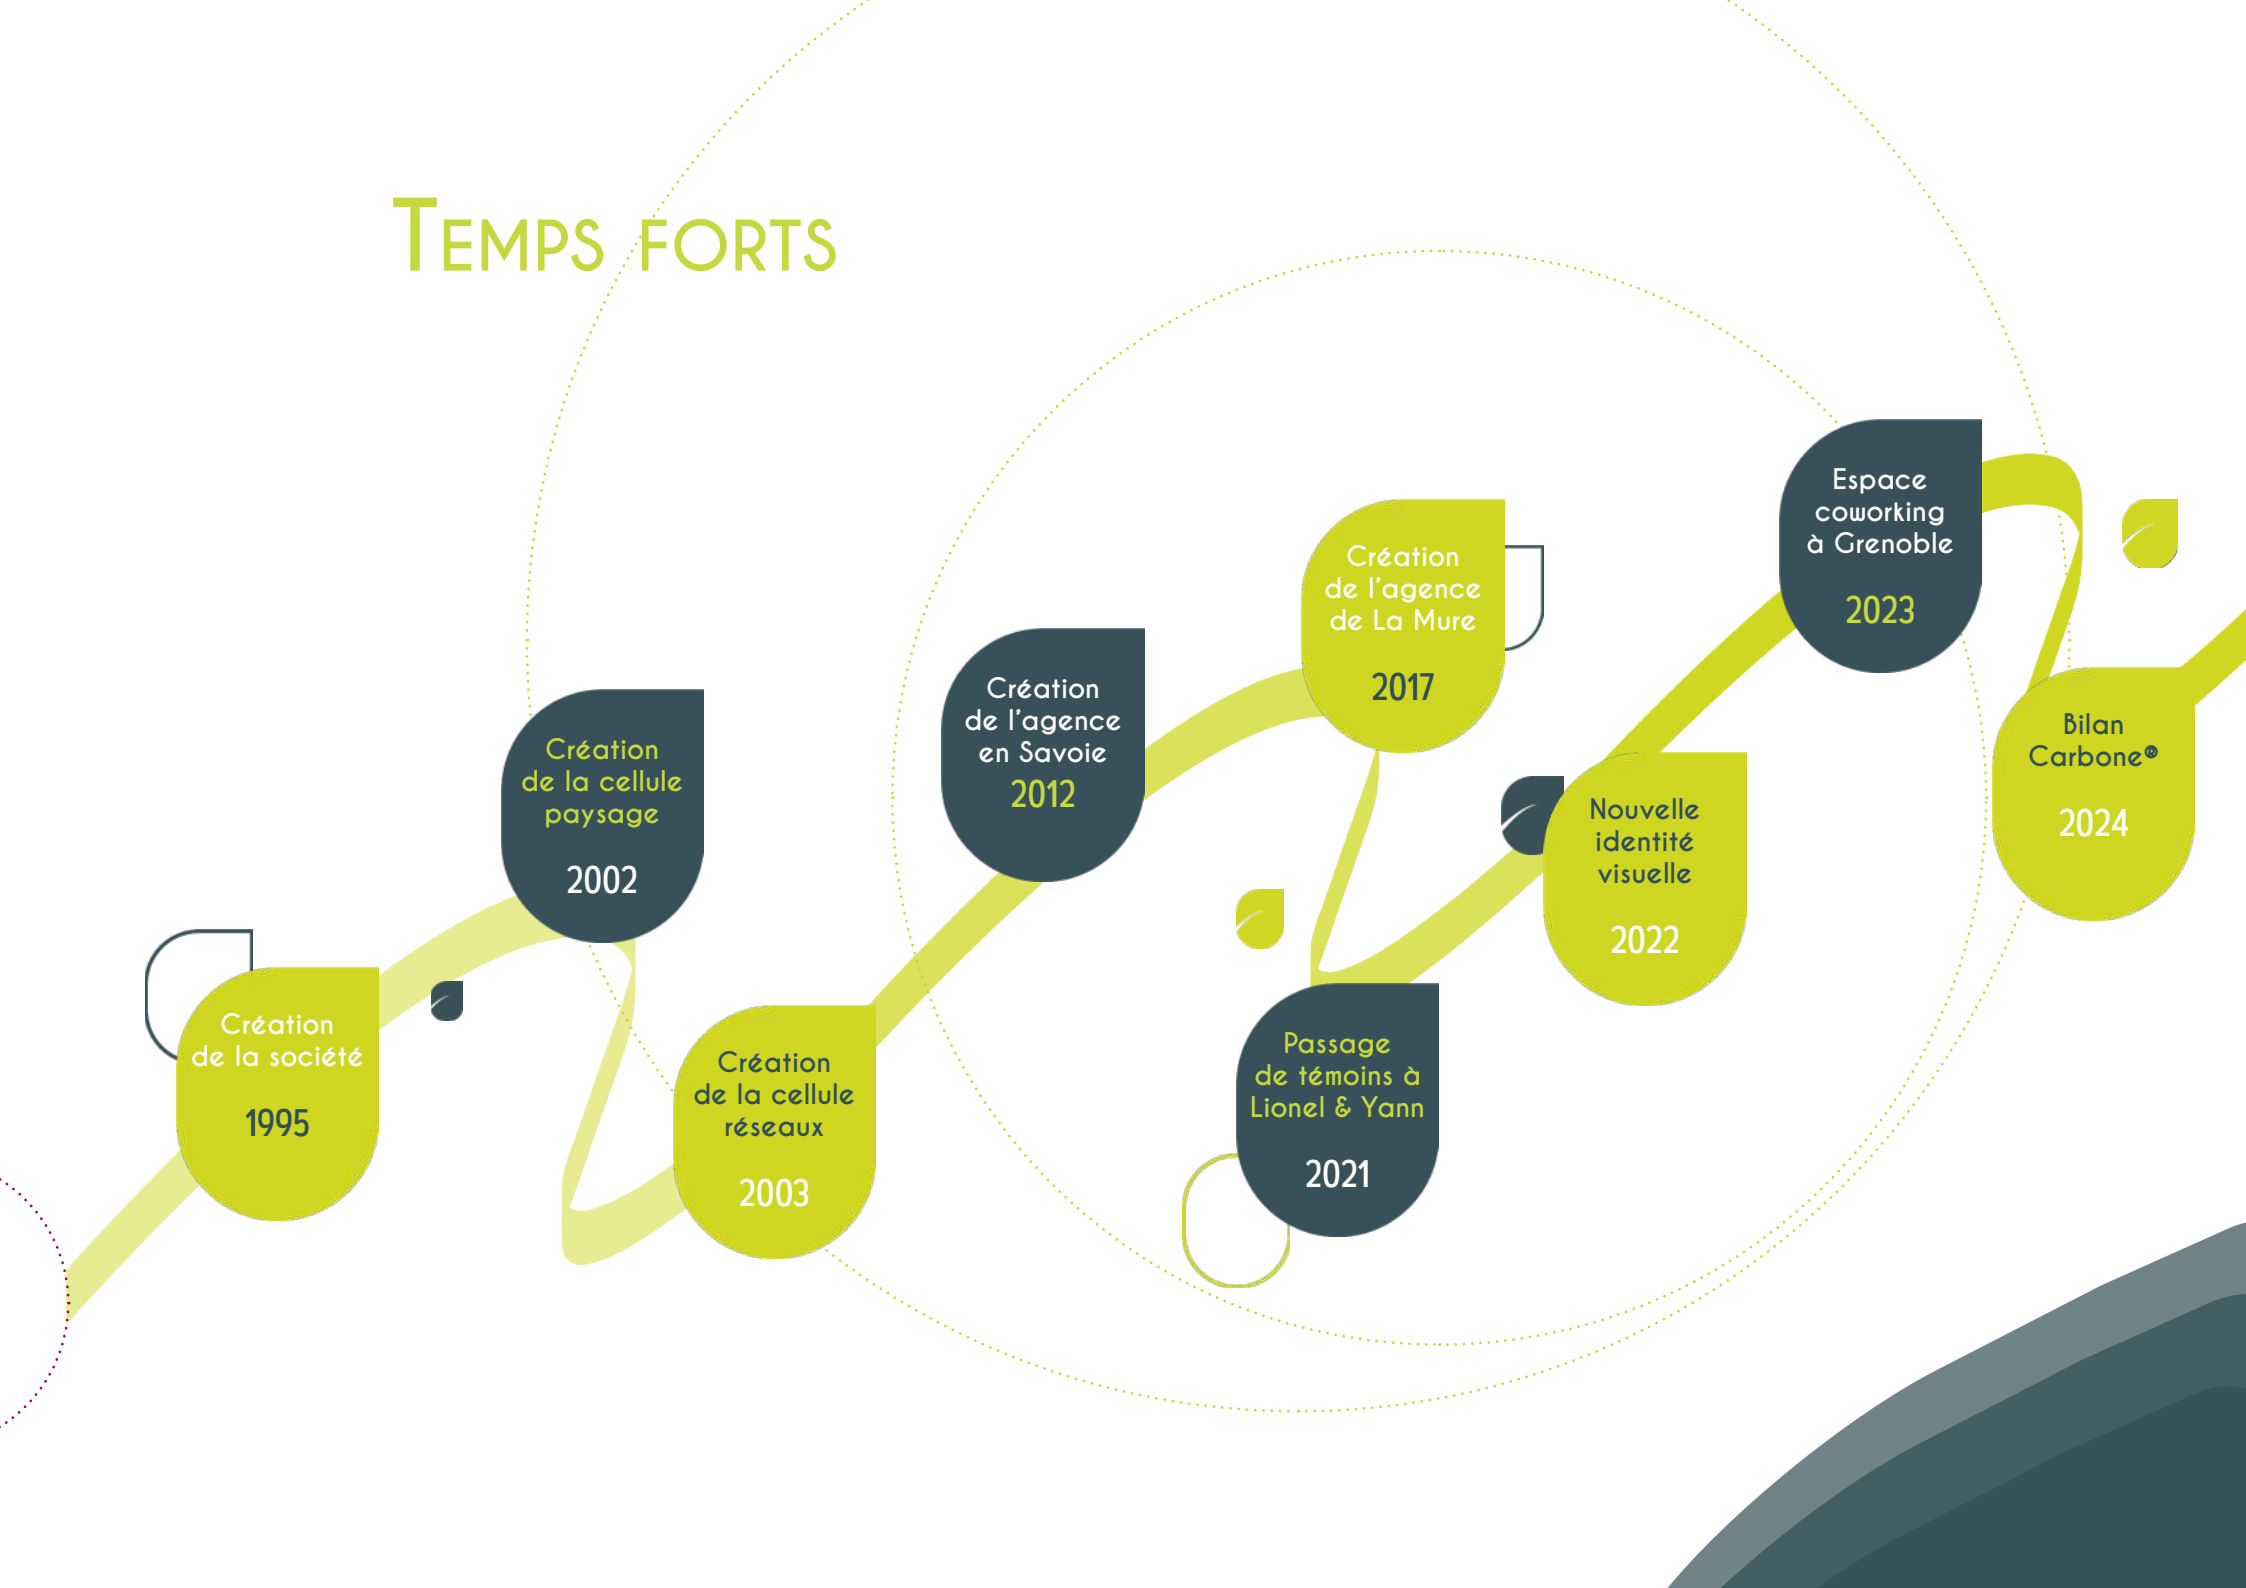 Temps forts
Création
de la société
1995
Création
de la cellule
paysage
2002
Création
de la cellule
réseaux
2003
Création
de l'agence
en Savoie
2012
Création
de l'agence
de La Mure
2017
Passage
de témoins à
Lionel & Yann
2021
Nouvelle
identité
visuelle
2022
Espace
coworking
à Grenoble
2023
Bilan
Carbone®
2024